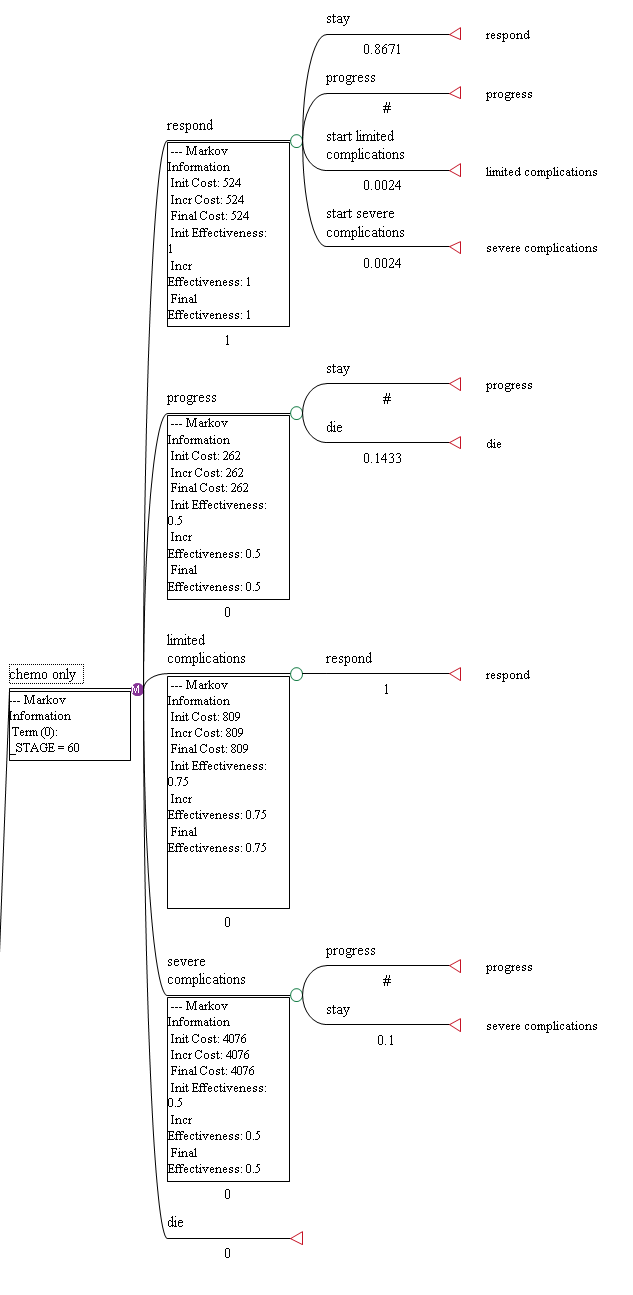 stay
0.8671
respond
progress
#
progress
start limited
complications
0.0024
limited complications
start severe
complications
0.0024
severe complications
respond
--- Markov
Information
Init Cost: 524
Incr Cost: 524
Final Cost: 524
Init Effectiveness:
1
Incr
Effectiveness: 1
Final
Effectiveness: 1
1
stay
#
progress
die
0.1433
die
progress
--- Markov
Information
Init Cost: 262
Incr Cost: 262
Final Cost: 262
Init Effectiveness:
0.5
Incr
Effectiveness: 0.5
Final
Effectiveness: 0.5
0
limited
complications
respond
1
respond
--- Markov
Information
Init Cost: 809
Incr Cost: 809
Final Cost: 809
Init Effectiveness:
0.75
Incr
Effectiveness: 0.75
Final
Effectiveness: 0.75
0
chemo only
M
--- Markov
Information
Term (0):
_STAGE = 60
severe
complications
progress
#
progress
stay
0.1
severe complications
--- Markov
Information
Init Cost: 4076
Incr Cost: 4076
Final Cost: 4076
Init Effectiveness:
0.5
Incr
Effectiveness: 0.5
Final
Effectiveness: 0.5
0
die
0